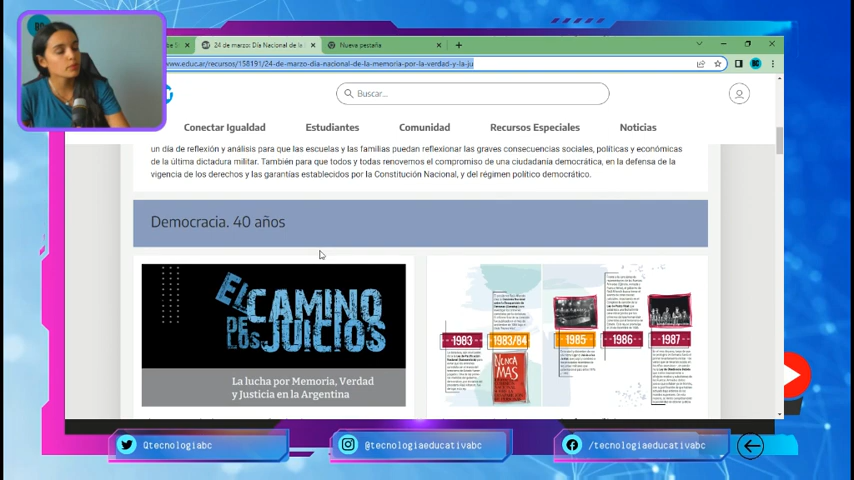 24 de marzo: Día Nacional de la
Nueva pestaña
www.educ.ar/recursos/158191/24-de-marzo-dia-nacional-de-la-memoria-por-la-verdad-y-la-ju
Buscar...
Conectar Igualdad
Estudiantes
Comunidad
Recursos Especiales
Noticias
un día de reflexión y análisis para que las escuelas y las familias puedan reflexionar las graves consecuencias sociales, políticas y económicas
de la última dictadura militar. También para que todos y todas renovemos el compromiso de una ciudadanía democrática, en la defensa de la
vigencia de los derechos y las garantías establecidos por la Constitución Nacional, y del régimen político democrático.
Democracia. 40 años
EL CAMINO
DE LOS JUICIOS
La lucha por Memoria, Verdad
y Justicia en la Argentina
1983
1983/84
1985
1986
1987
NUNCA
MAS
Qtecnologiabc
@tecnologiaeducativabc
/tecnologiaeducativabc